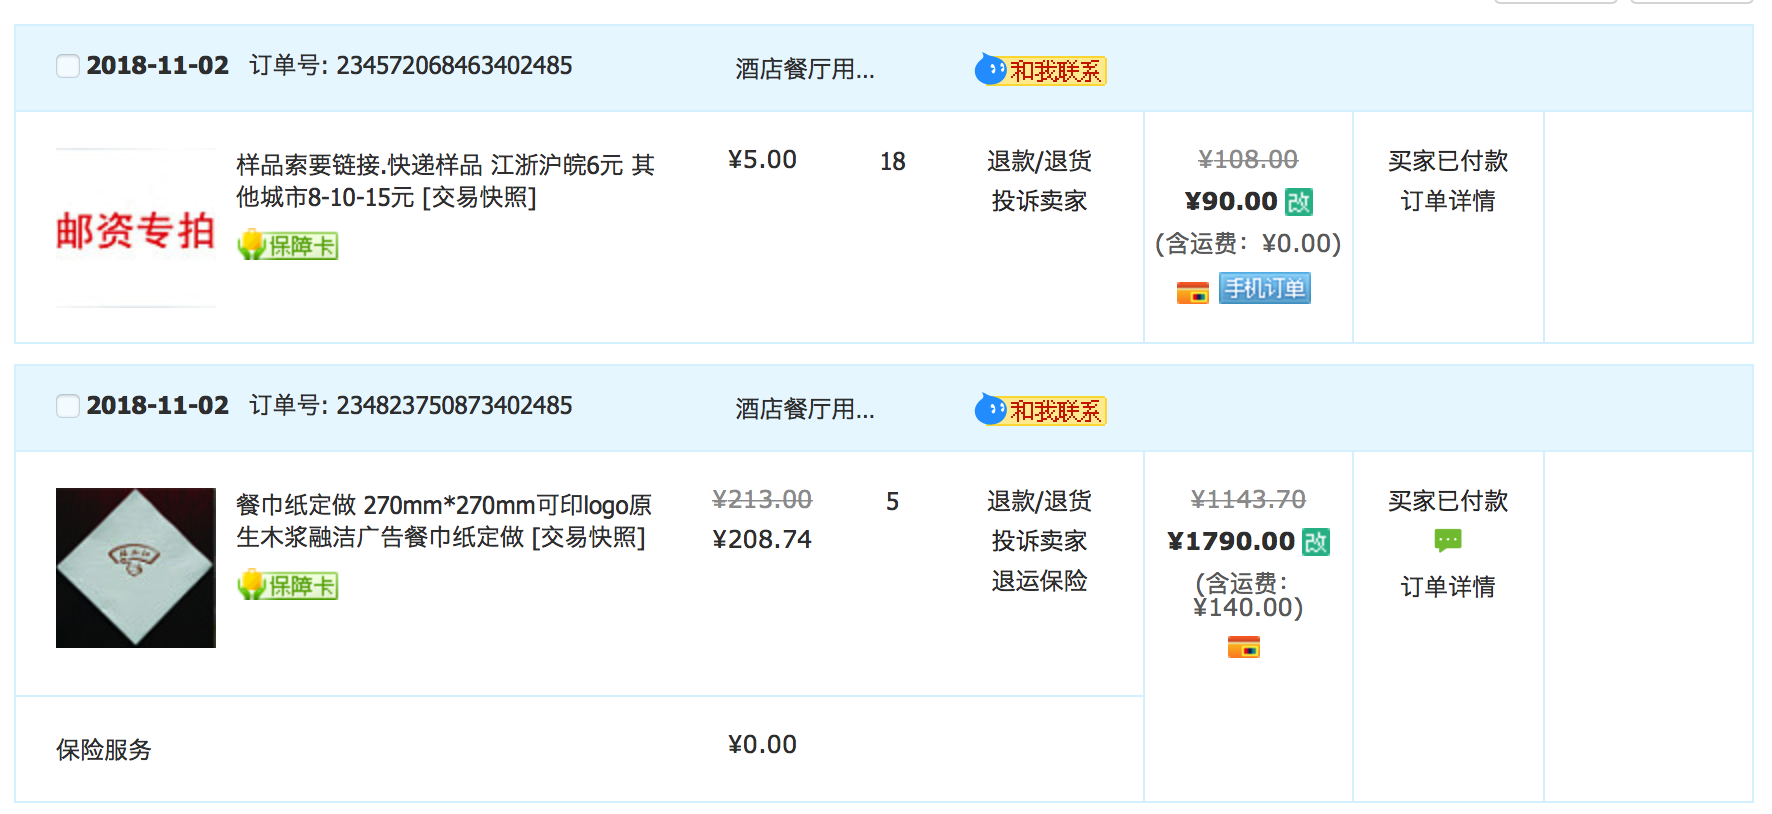 2018-11-02 订单号: 234572068463402485 酒店餐厅用... 和我联系
邮资专拍
样品索要链接.快递样品 江浙沪皖6元 其
他城市8-10-15元 [交易快照]
保障卡
¥5.00
18
退款/退货
投诉卖家
¥108.00
¥90.00 改
(含运费：¥0.00)
手机订单
买家已付款
订单详情
2018-11-02 订单号: 234823750873402485 酒店餐厅用... 和我联系
餐巾纸定做 270mm*270mm可印logo原
生木浆融洁广告餐巾纸定做 [交易快照]
保障卡
¥213.00
¥208.74
5
退款/退货
投诉卖家
退运保险
¥1143.70
¥1790.00 改
(含运费：
¥140.00)
买家已付款
订单详情
保险服务
¥0.00